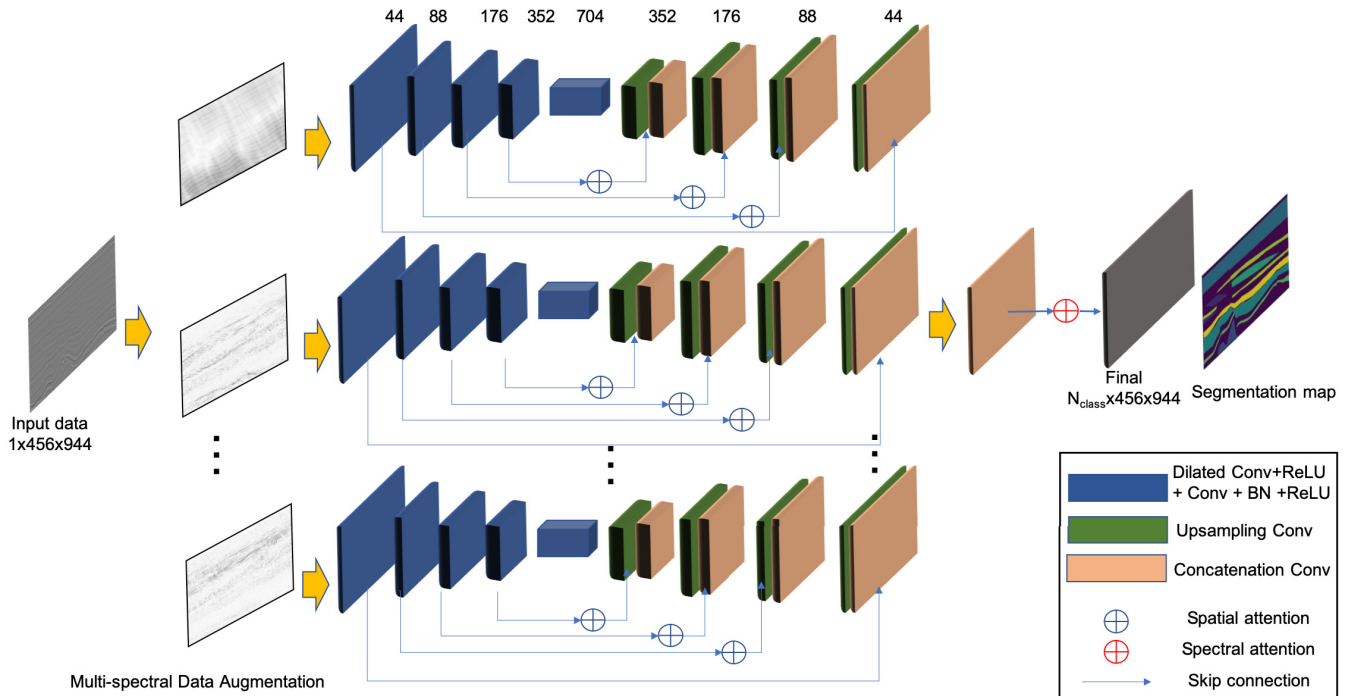 44 88 176 352 704 352 176 88 44
Input data
1x456x944
Final
N_classx456x944
Segmentation map
Multi-spectral Data Augmentation
Dilated Conv+ReLU
+ Conv + BN +ReLU
Upsampling Conv
Concatenation Conv
Spatial attention
Spectral attention
Skip connection